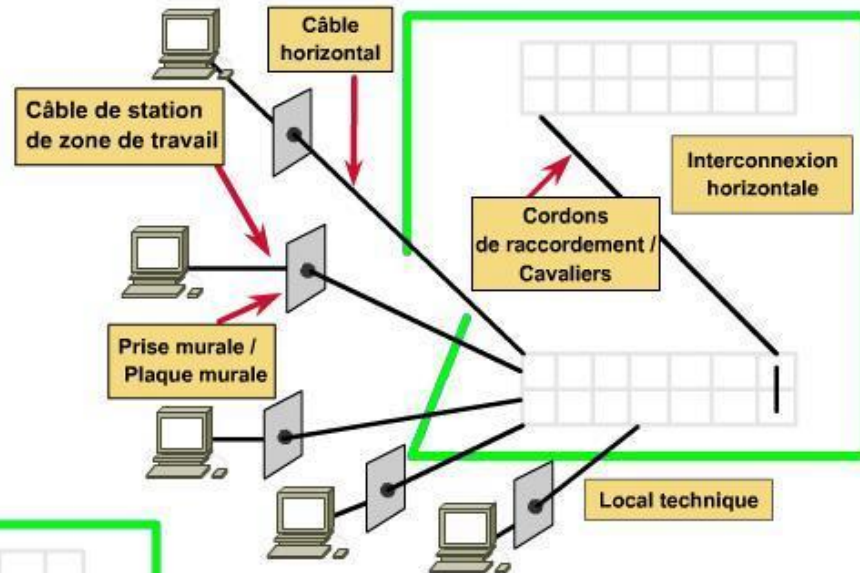 Câble
horizontal
Câble de station
de zone de travail
Interconnexion
horizontale
Cordons
de raccordement /
Cavaliers
Prise murale /
Plaque murale
Local technique